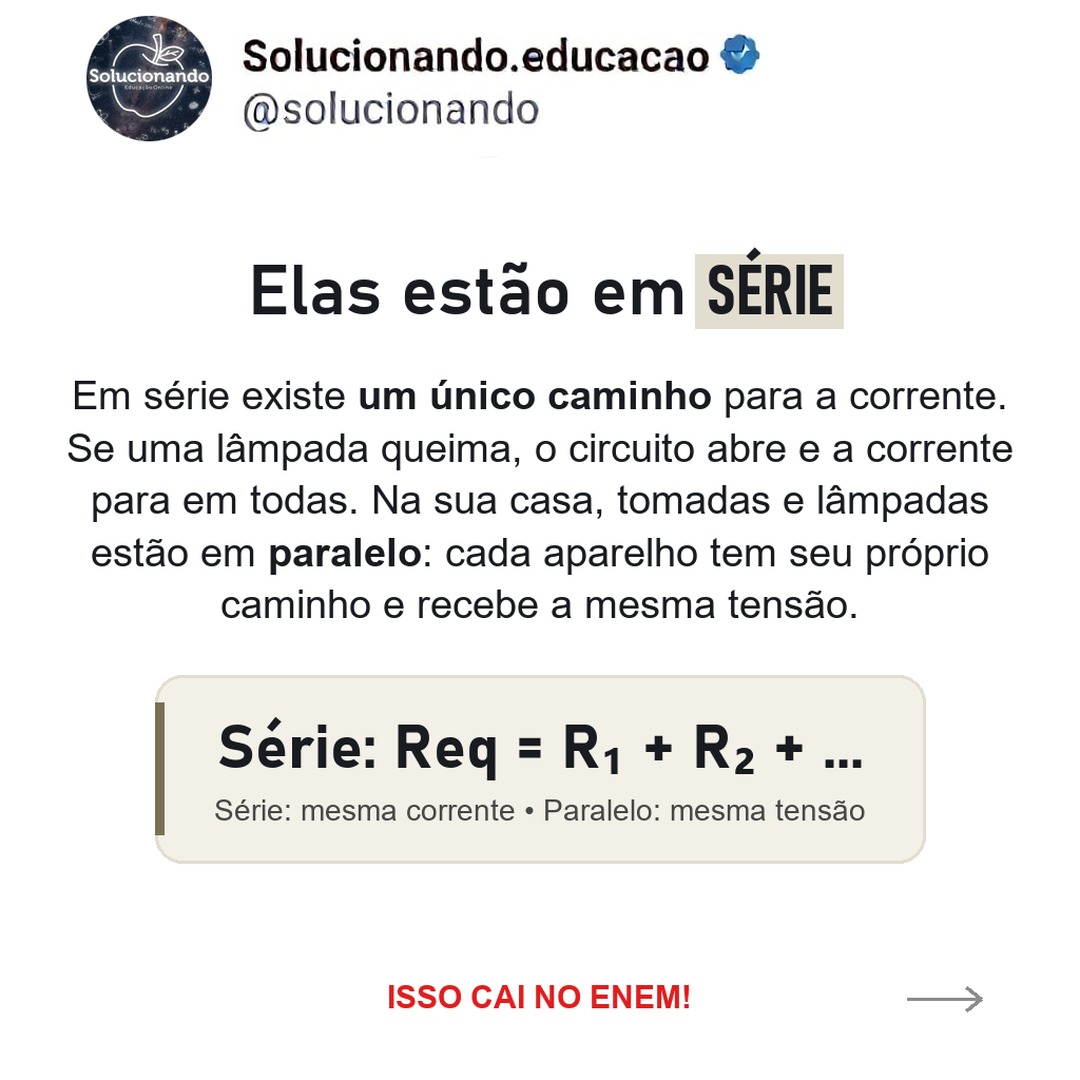 Solucionando
Educação Online
Solucionando.educacao
@solucionando
Elas estão em SÉRIE
Em série existe um único caminho para a corrente.
Se uma lâmpada queima, o circuito abre e a corrente
para em todas. Na sua casa, tomadas e lâmpadas
estão em paralelo: cada aparelho tem seu próprio
caminho e recebe a mesma tensão.
Série: Req = R₁ + R₂ + ...
Série: mesma corrente • Paralelo: mesma tensão
ISSO CAI NO ENEM!